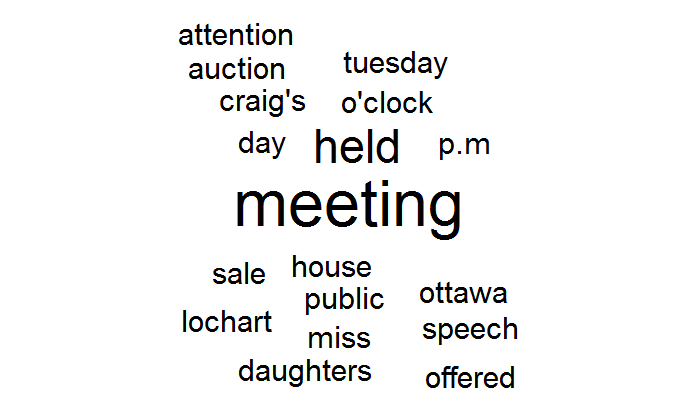 attention
auction tuesday
craig's o'clock
day held p.m
meeting
sale house
public ottawa
lochart miss speech
daughters offered